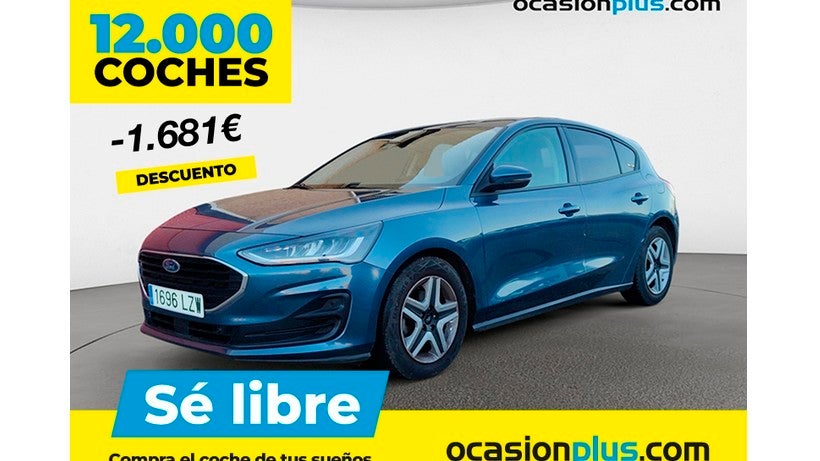 ocasionplus.com
12.000
COCHES
-1.681€
DESCUENTO
Ford
1696 LZW
Sé libre
Compra el coche de tus sueños
ocasionplus.com